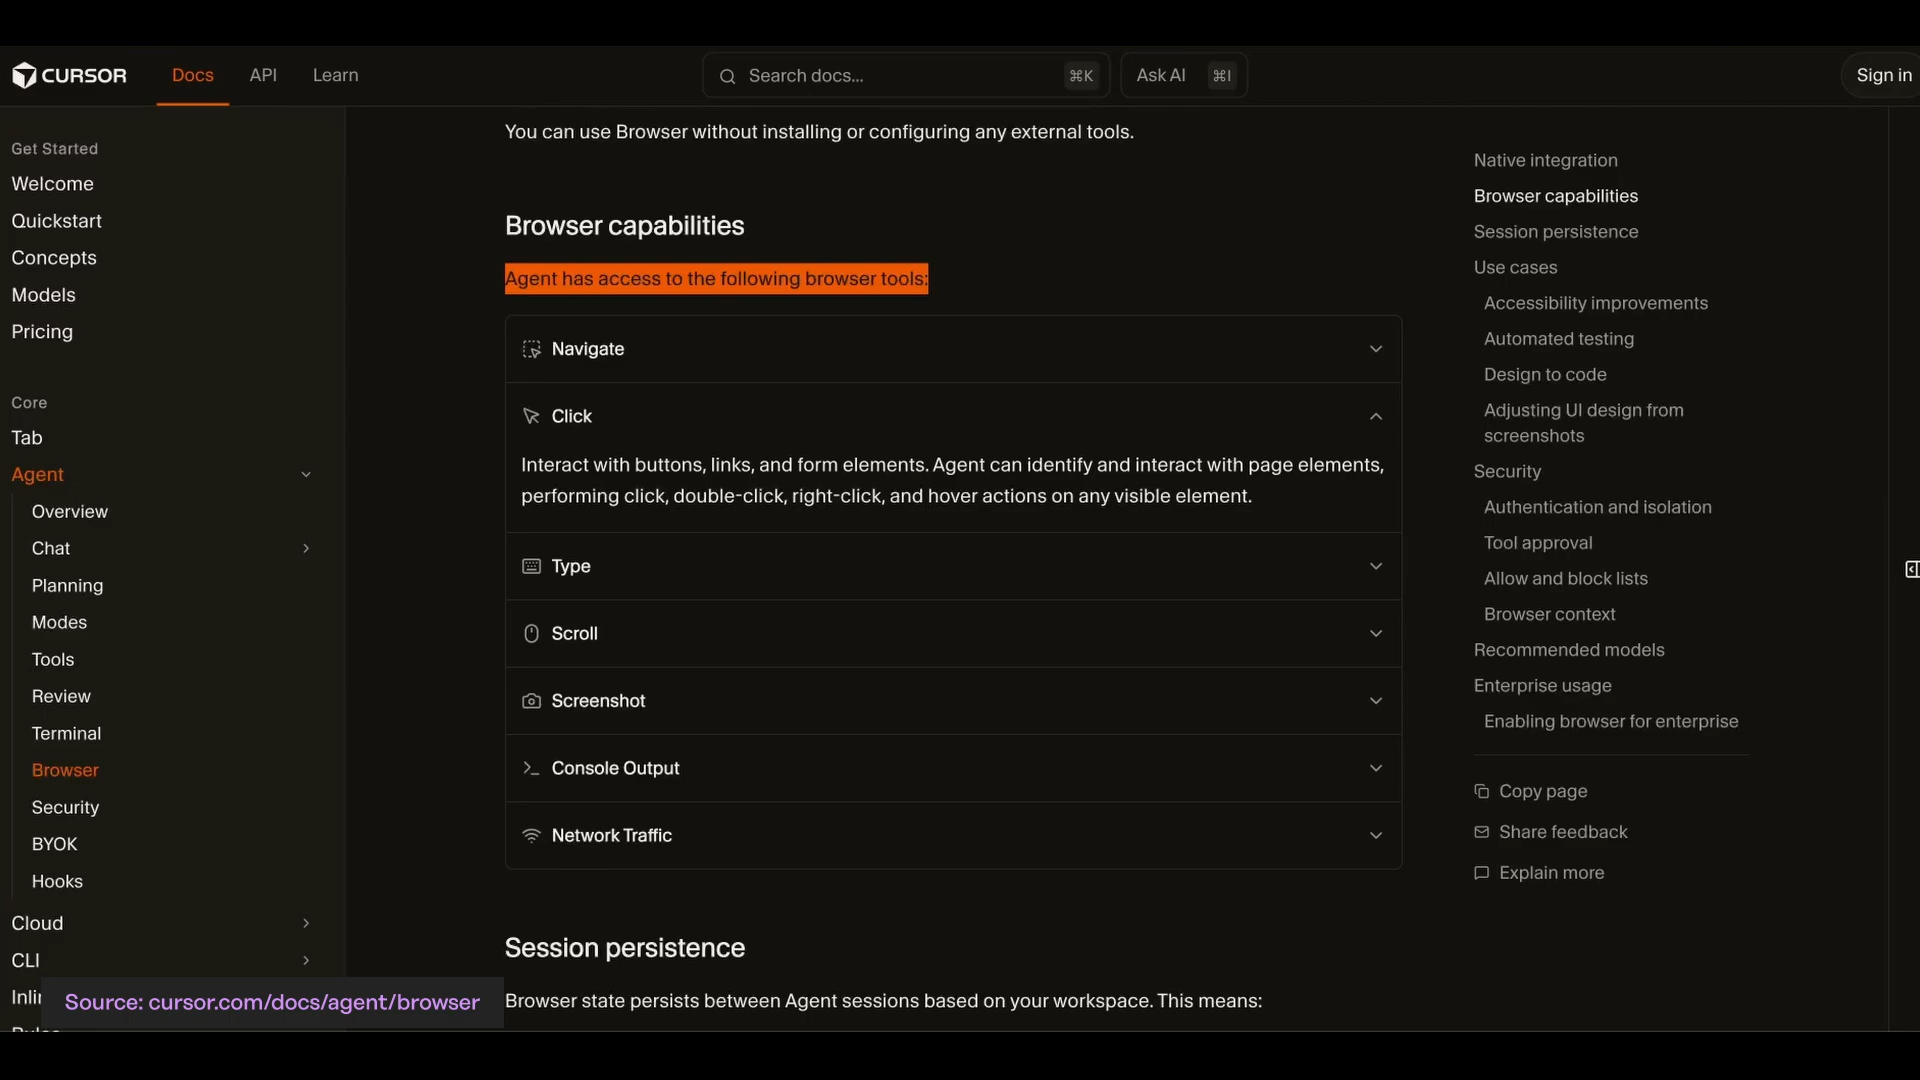 CURSOR
Docs
API
Learn
Search docs...
⌘K
Ask AI
⌘I
Sign in
Get Started
Welcome
Quickstart
Concepts
Models
Pricing
Core
Tab
Agent
Overview
Chat
Planning
Modes
Tools
Review
Terminal
Browser
Security
BYOK
Hooks
Cloud
CLI
Source: cursor.com/docs/agent/browser
You can use Browser without installing or configuring any external tools.
Browser capabilities
Agent has access to the following browser tools:
Navigate
Click
Interact with buttons, links, and form elements. Agent can identify and interact with page elements,
performing click, double-click, right-click, and hover actions on any visible element.
Type
Scroll
Screenshot
Console Output
Network Traffic
Session persistence
Browser state persists between Agent sessions based on your workspace. This means:
Native integration
Browser capabilities
Session persistence
Use cases
Accessibility improvements
Automated testing
Design to code
Adjusting UI design from
screenshots
Security
Authentication and isolation
Tool approval
Allow and block lists
Browser context
Recommended models
Enterprise usage
Enabling browser for enterprise
Copy page
Share feedback
Explain more